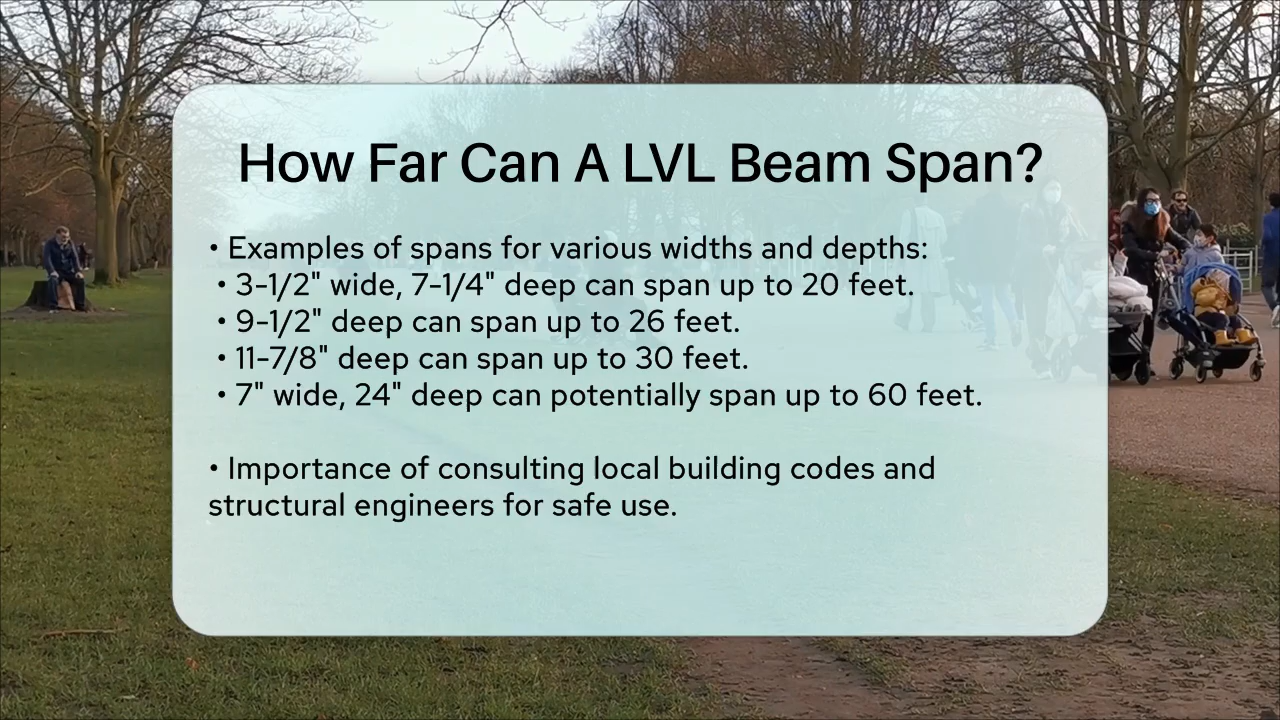 How Far Can A LVL Beam Span?
• Examples of spans for various widths and depths:
• 3-1/2" wide, 7-1/4" deep can span up to 20 feet.
• 9-1/2" deep can span up to 26 feet.
• 11-7/8" deep can span up to 30 feet.
• 7" wide, 24" deep can potentially span up to 60 feet.
• Importance of consulting local building codes and
structural engineers for safe use.